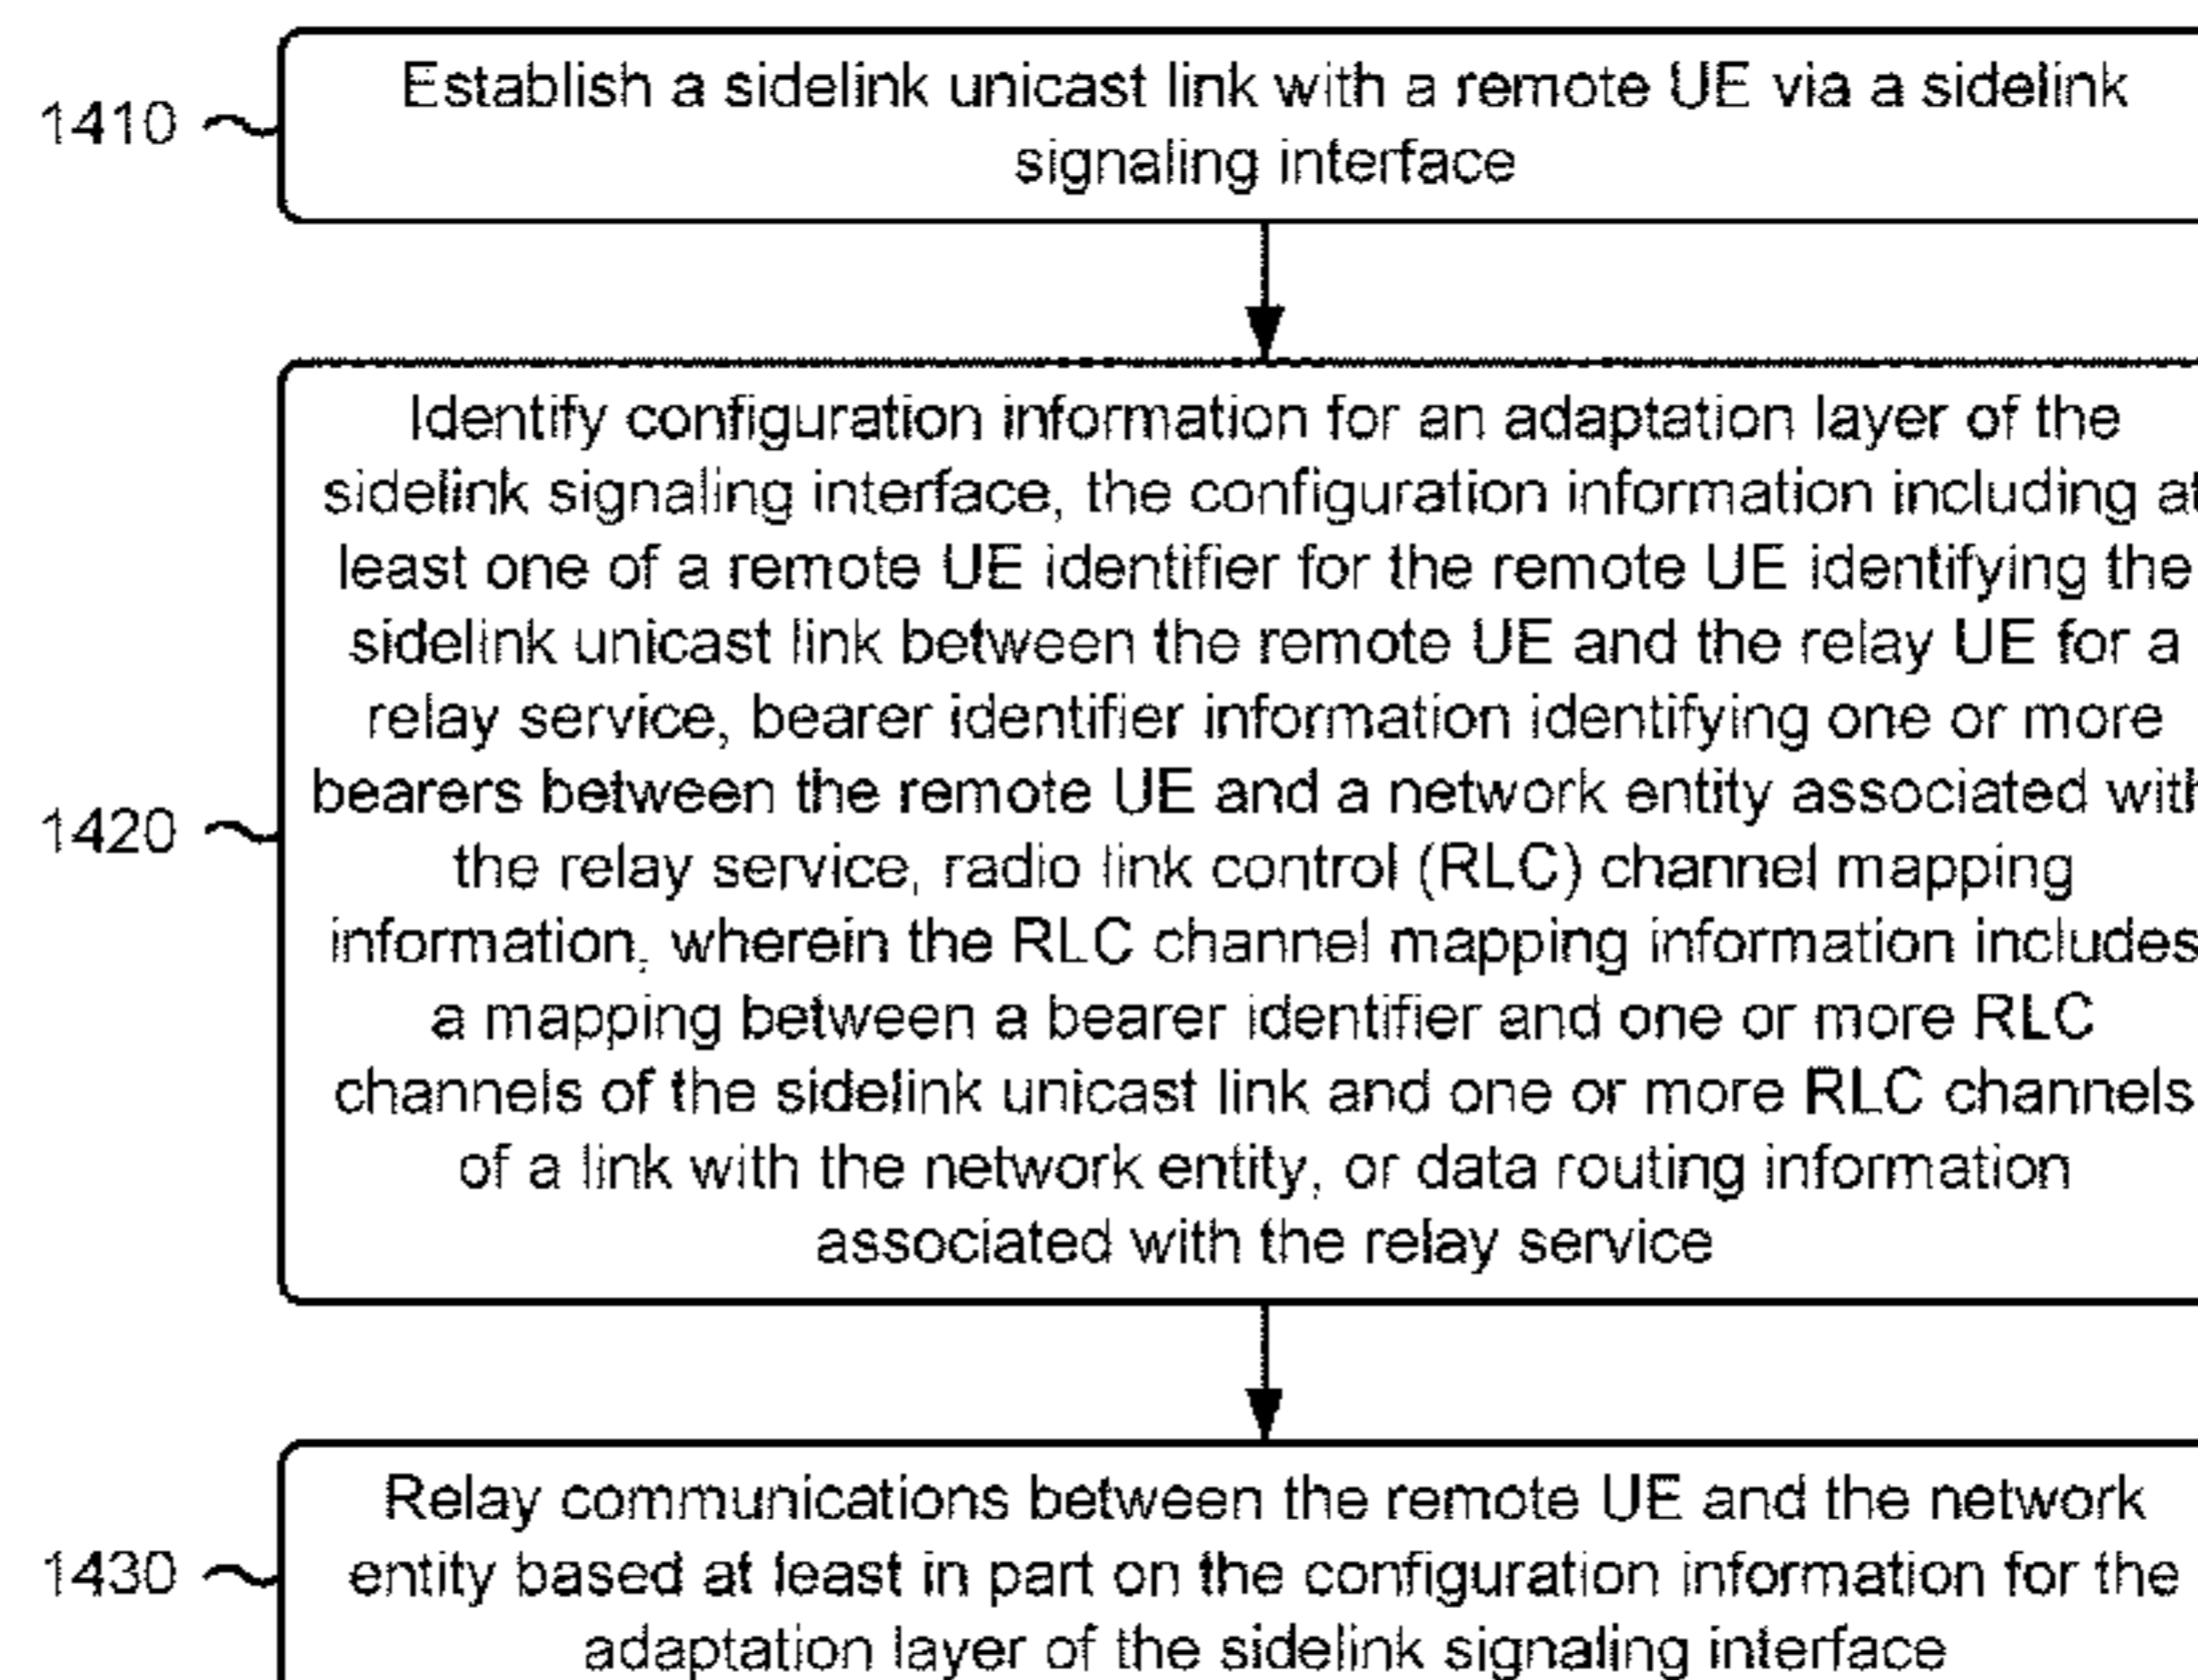 1410
Establish a sidelink unicast link with a remote UE via a sidelink
signaling interface
1420
Identify configuration information for an adaptation layer of the
sidelink signaling interface, the configuration information including at
least one of a remote UE identifier for the remote UE identifying the
sidelink unicast link between the remote UE and the relay UE for a
relay service, bearer identifier information identifying one or more
bearers between the remote UE and a network entity associated with
the relay service, radio link control (RLC) channel mapping
information, wherein the RLC channel mapping information includes
a mapping between a bearer identifier and one or more RLC
channels of the sidelink unicast link and one or more RLC channels
of a link with the network entity, or data routing information
associated with the relay service
1430
Relay communications between the remote UE and the network
entity based at least in part on the configuration information for the
adaptation layer of the sidelink signaling interface